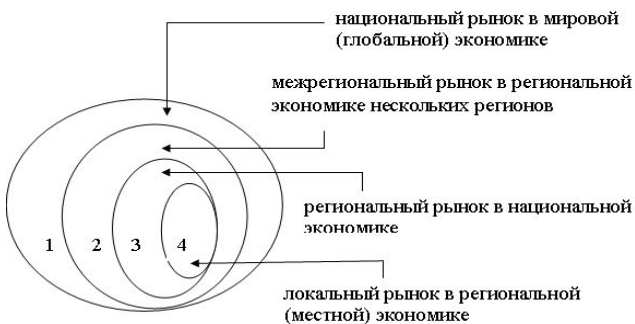 национальный рынок в мировой
(глобальной) экономике
межрегиональный рынок в региональной
экономике нескольких регионов
региональный рынок в национальной
экономике
1 2 3 4
локальный рынок в региональной
(местной) экономике